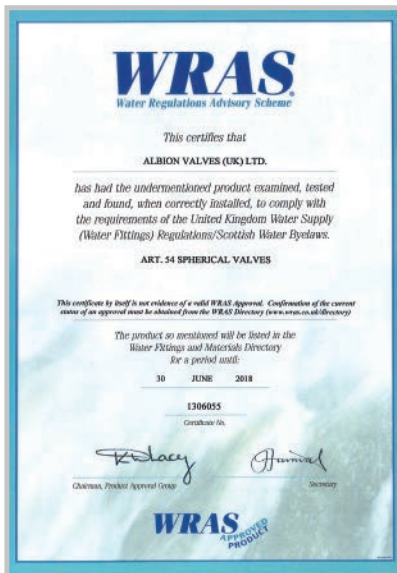 WRAS
Water Regulations Advisory Scheme
This certifies that
ALBION VALVES (UK) LTD.
has had the undermentioned product examined, tested
and found, when correctly installed, to comply with
the requirements of the United Kingdom Water Supply
(Water Fittings) Regulations/Scottish Water Byelaws.
ART. 54 SPHERICAL VALVES
This certificate by itself is not evidence of a valid WRAS Approval. Confirmation of the current
status of an approval must be obtained from the WRAS Directory (www.wras.co.uk/directory)
The product so mentioned will be listed in the
Water Fittings and Materials Directory
for a period until:
30 JUNE 2018
1306055
Certificate No.
Chairman, Product Approval Group Secretary
WRAS APPROVED PRODUCT